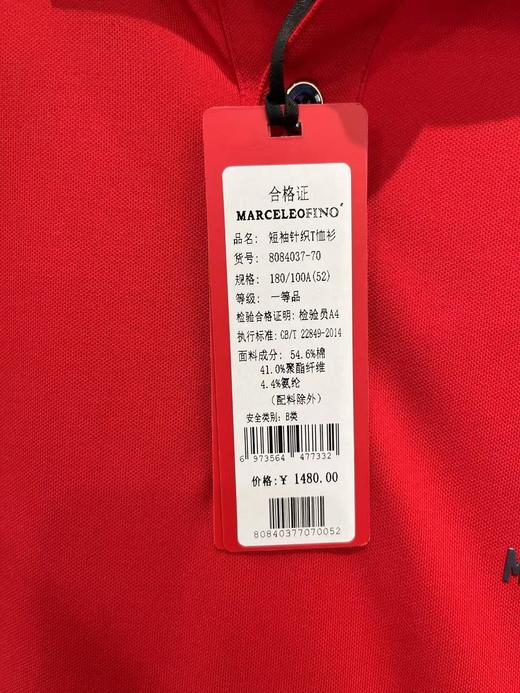 合格证
MARCELEOFINO
品名: 短袖针织T恤衫
货号: 8084037-70
规格: 180/100A(52)
等级: 一等品
检验合格证明: 检验员A4
执行标准: GB/T 22849-2014
面料成分: 54.6%棉
41.0%聚酯纤维
4.4%氨纶
(配料除外)
安全类别: B类
6 973564 477332
价格: ¥ 1480.00
80840377070052
M